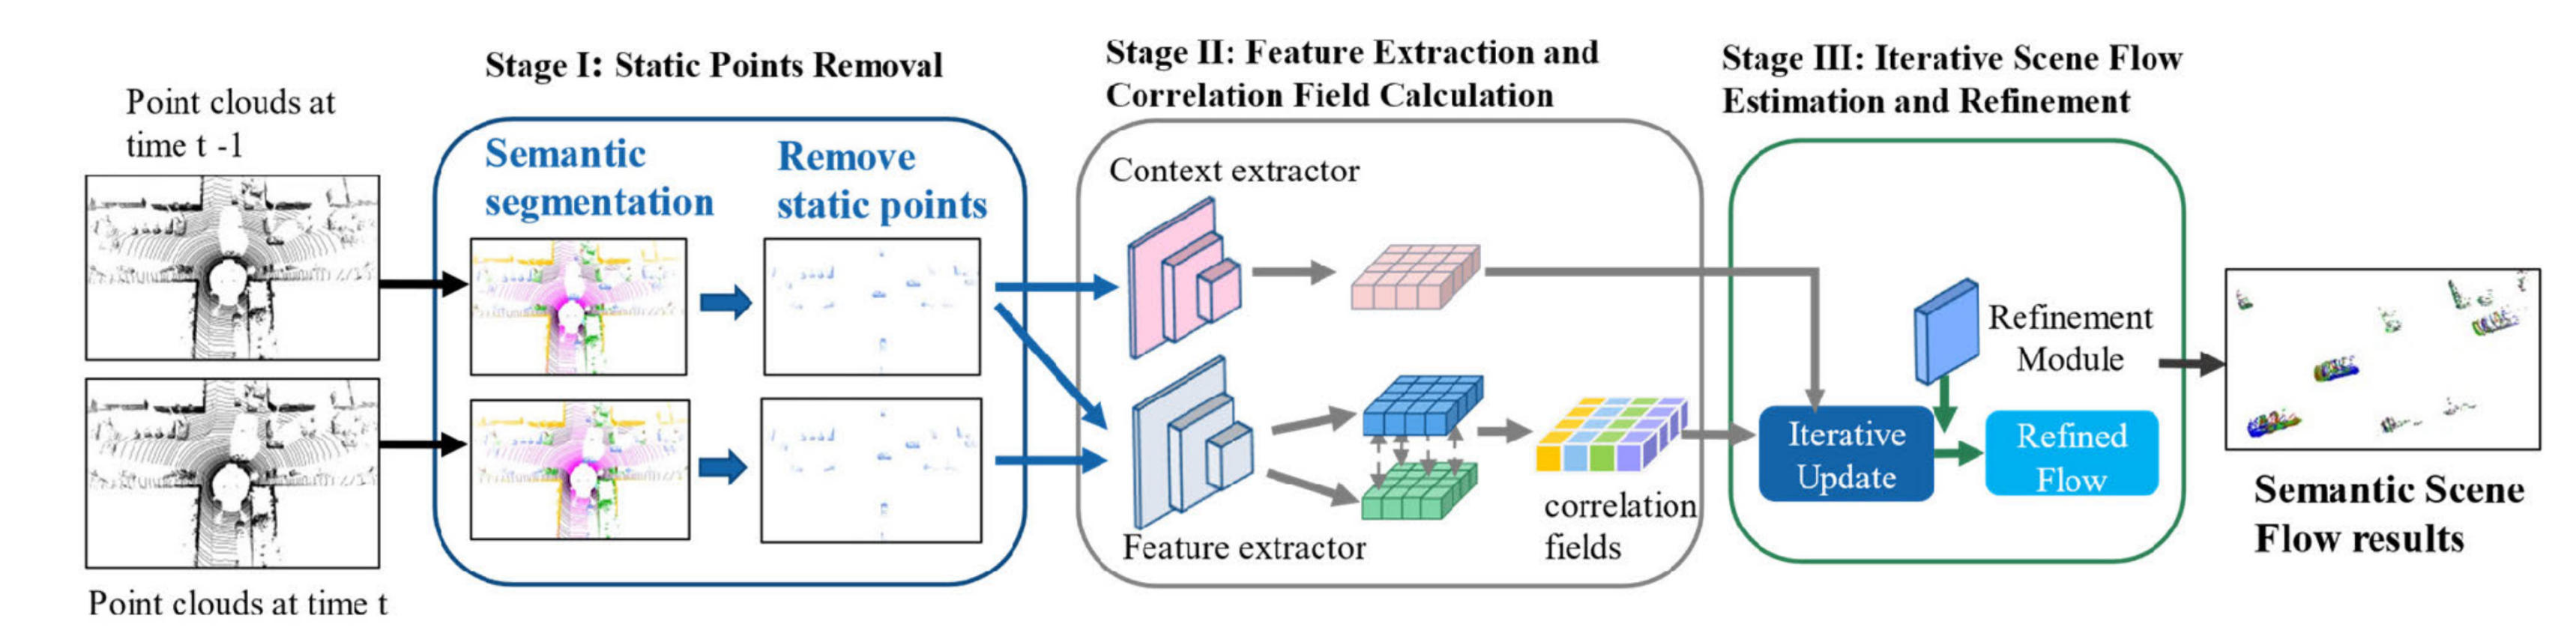 Point clouds at
time t -1
Point clouds at time t
Stage I: Static Points Removal
Semantic
segmentation
Remove
static points
Stage II: Feature Extraction and
Correlation Field Calculation
Context extractor
Feature extractor
correlation
fields
Stage III: Iterative Scene Flow
Estimation and Refinement
Refinement
Module
Iterative
Update
Refined
Flow
Semantic Scene
Flow results